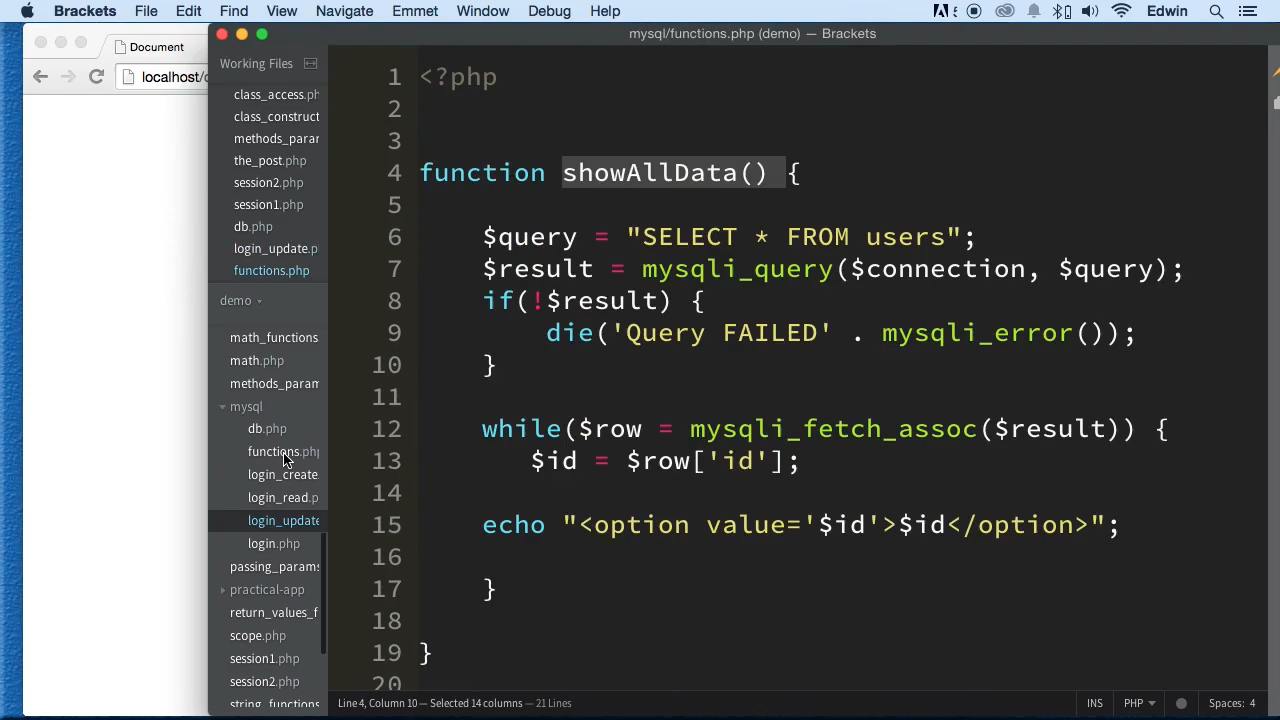 Brackets File Edit Find View Navigate Emmet Window Debug Help Edwin
mysql/functions.php (demo) — Brackets
Document
localhost/
Working Files
class_access.ph
class_construct
methods_parar
the_post.php
session2.php
session1.php
db.php
login_update.p
functions.php
demo
math_functions
math.php
methods_param
mysql
db.php
functions.php
login_create.
login_read.p
login_update
login.php
passing_params
practical-app
return_values_f
scope.php
session1.php
session2.php
string_functions
1 <?php
2
3
4 function showAllData() {
5
6 $query = "SELECT * FROM users";
7 $result = mysqli_query($connection, $query);
8 if(!$result) {
9 die('Query FAILED' . mysqli_error());
10 }
11
12 while($row = mysqli_fetch_assoc($result)) {
13 $id = $row['id'];
14
15 echo "<option value='$id'>$id</option>";
16
17 }
18
19 }
20
Line 4, Column 10 — Selected 14 columns — 21 Lines
INS PHP Spaces: 4